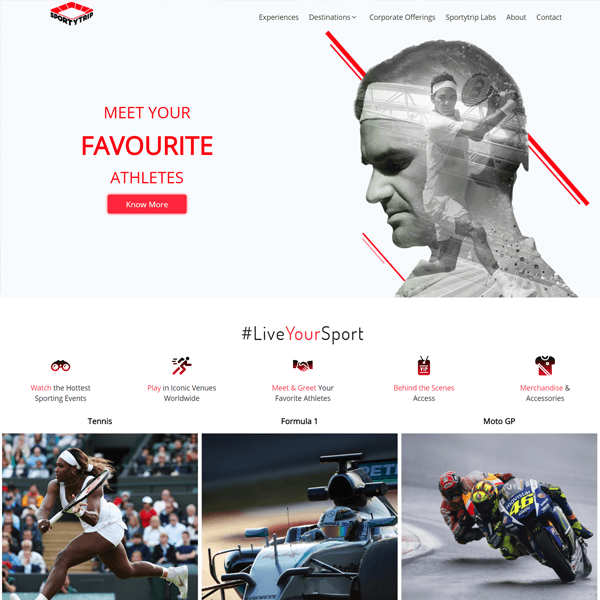 SPORTYTRIP
Experiences Destinations Corporate Offerings Sportytrip Labs About Contact
MEET YOUR
FAVOURITE
ATHLETES
Know More
#LiveYourSport
Watch the Hottest
Sporting Events
Play in Iconic Venues
Worldwide
Meet & Greet Your
Favorite Athletes
VIP
Behind the Scenes
Access
Merchandise &
Accessories
Tennis
Formula 1
Moto GP
46